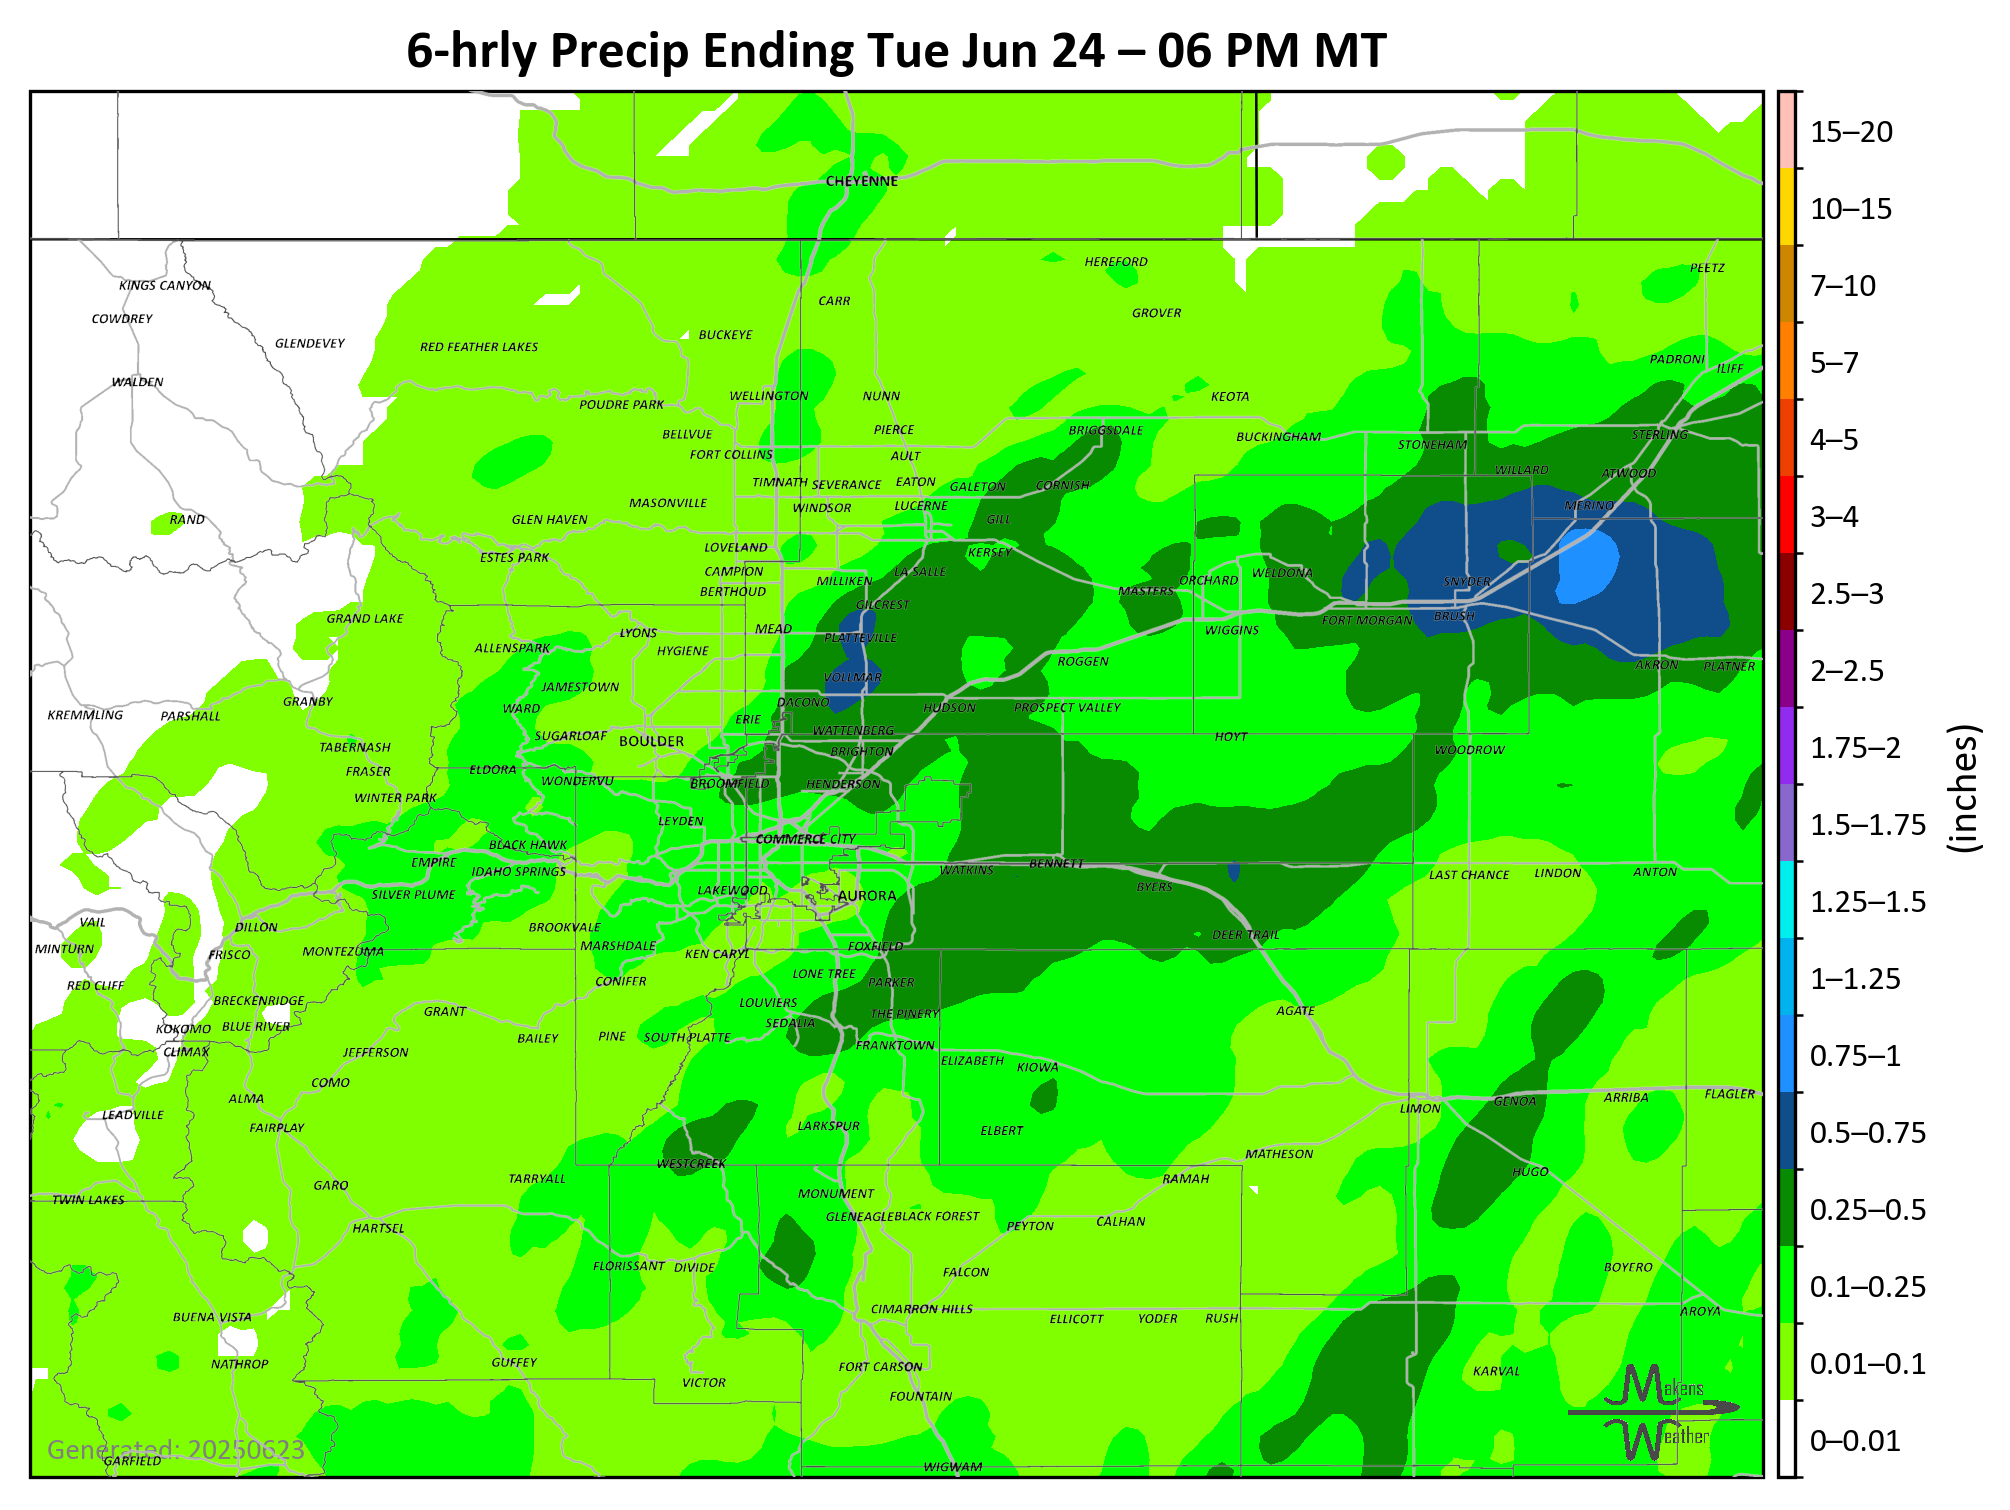 6-hrly Precip Ending Tue Jun 24 – 06 PM MT
CHEYENNE
HEREFORD
PEETZ
KINGS CANYON
CARR
GROVER
COWDREY
BUCKEYE
GLENDEVEY
RED FEATHER LAKES
PADRONI
ILIFF
WALDEN
WELLINGTON
NUNN
KEOTA
POUDRE PARK
BELLVUE
PIERCE
BRIGGSDALE
BUCKINGHAM
STERLING
STONEHAM
FORT COLLINS
AULT
WILLARD
ATWOOD
TIMNATH
SEVERANCE
EATON
GALETON
CORNISH
MASONVILLE
WINDSOR
LUCERNE
MERINO
RAND
GLEN HAVEN
GILL
LOVELAND
KERSEY
ESTES PARK
CAMPION
LA SALLE
WELDONA
MILLIKEN
ORCHARD
SNYDER
BERTHOUD
MASTERS
GILCREST
GRAND LAKE
BRUSH
FORT MORGAN
LYONS
MEAD
PLATTEVILLE
WIGGINS
ALLENSPARK
HYGIENE
ROGGEN
AKRON
PLATNER
VOLLMAR
JAMESTOWN
GRANBY
WARD
DACONO
HUDSON
PROSPECT VALLEY
KREMMLING
PARSHALL
ERIE
WATTENBERG
SUGARLOAF
BOULDER
HOYT
TABERNASH
BRIGHTON
WOODROW
FRASER
ELDORA
WONDERVU
BROOMFIELD
HENDERSON
WINTER PARK
LEYDEN
BLACK HAWK
COMMERCE CITY
EMPIRE
IDAHO SPRINGS
WATKINS
BENNETT
LAST CHANCE
LINDON
ANTON
SILVER PLUME
LAKEWOOD
AURORA
BYERS
VAIL
DILLON
BROOKVALE
DEER TRAIL
MINTURN
FRISCO
MONTEZUMA
MARSHDALE
KEN CARYL
FOXFIELD
RED CLIFF
CONIFER
LONE TREE
PARKER
BRECKENRIDGE
GRANT
LOUVIERS
THE PINERY
AGATE
KOKOMO
BLUE RIVER
BAILEY
PINE
SOUTH PLATTE
SEDALIA
CLIMAX
JEFFERSON
FRANKTOWN
ELIZABETH
KIOWA
COMO
ALMA
GENOA
ARRIBA
FLAGLER
LEADVILLE
LIMON
FAIRPLAY
LARKSPUR
ELBERT
WESTCREEK
MATHESON
HUGO
GARO
TARRYALL
RAMAH
TWIN LAKES
MONUMENT
HARTSEL
GLENEAGLE
BLACK FOREST
PEYTON
CALHAN
FLORISSANT
DIVIDE
FALCON
BOYERO
BUENA VISTA
CIMARRON HILLS
ELLICOTT
YODER
RUSH
AROYA
NATHROP
GUFFEY
FORT CARSON
KARVAL
VICTOR
FOUNTAIN
Makens
Weather
Generated: 20250623
GARFIELD
WIGWAM
15–20
10–15
7–10
5–7
4–5
3–4
2.5–3
2–2.5
1.75–2
1.5–1.75
1.25–1.5
1–1.25
0.75–1
0.5–0.75
0.25–0.5
0.1–0.25
0.01–0.1
0–0.01
(inches)